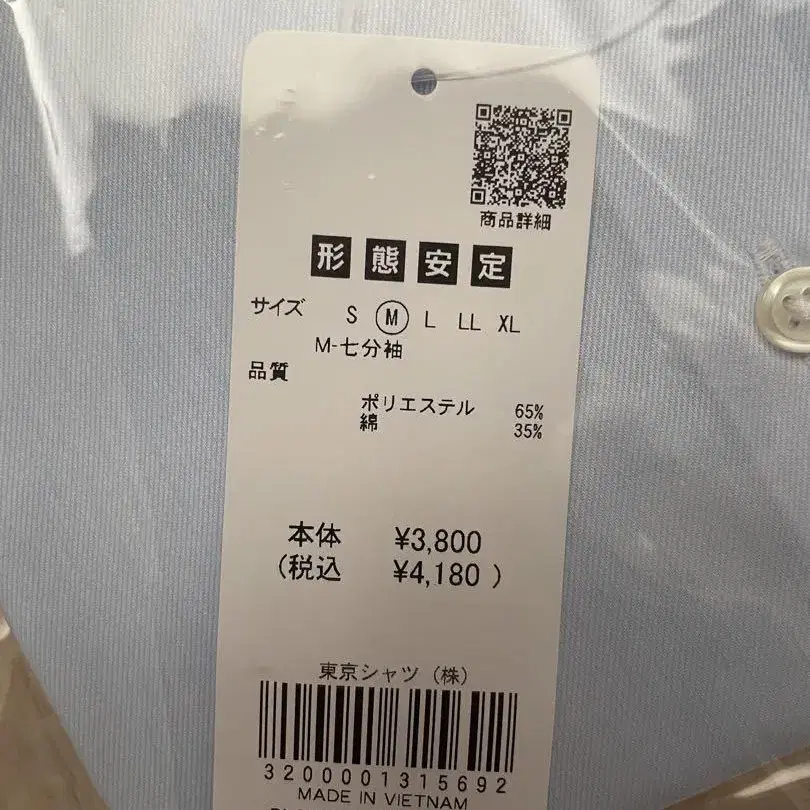 商品詳細
形態安定
サイズ S M L LL XL
M-七分袖
品質
ポリエステル 65%
綿 35%
本体 ¥3,800
(税込 ¥4,180 )
東京シャツ（株）
3200001315692
MADE IN VIETNAM